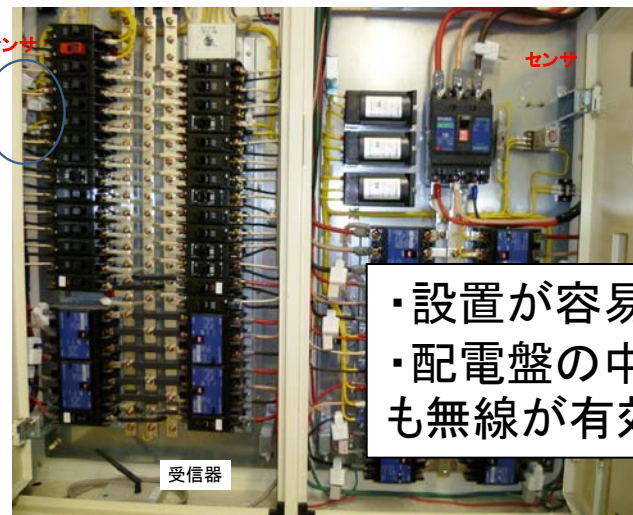 センサ
センサ
・設置が容易
・配電盤の中
も無線が有効
受信器